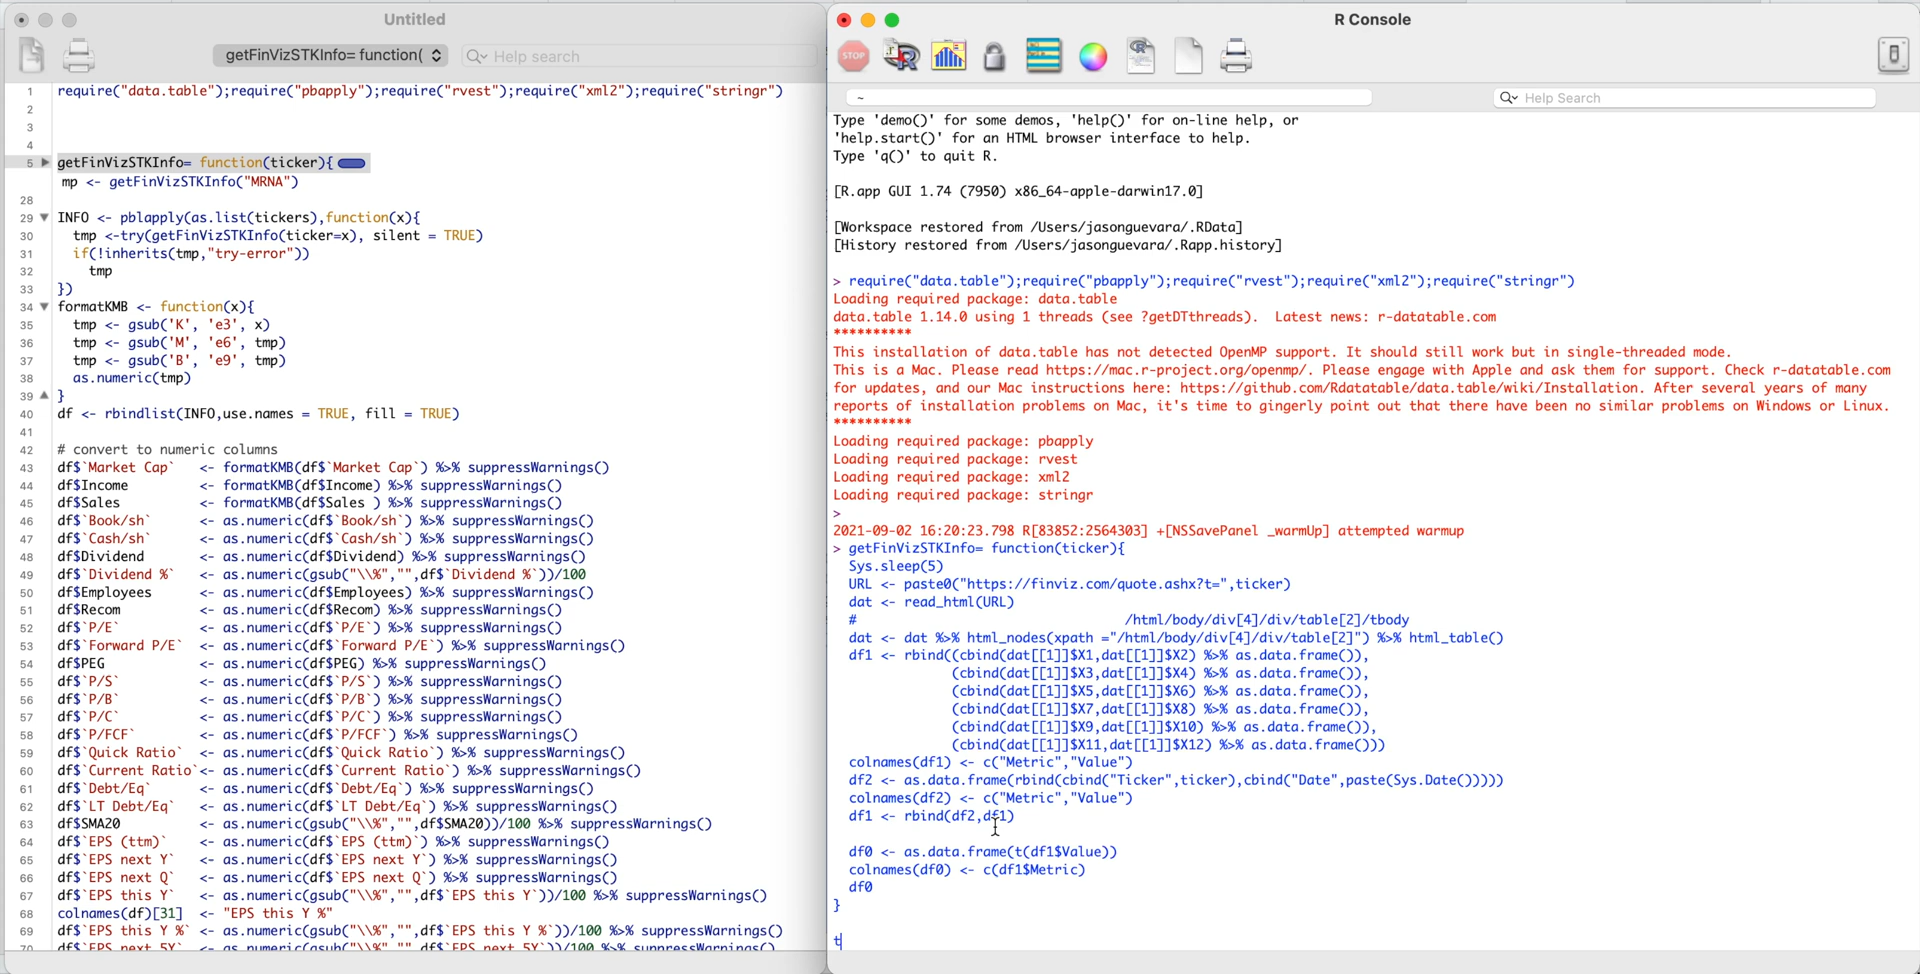 Untitled
getFinVizSTKInfo= function(
Help search
1 require("data.table");require("pbapply");require("rvest");require("xml2");require("stringr")
2
3
4
5 getFinVizSTKInfo= function(ticker){
mp <- getFinVizSTKInfo("MRNA")
28
29 INFO <- pblapply(as.list(tickers),function(x){
30 tmp <-try(getFinVizSTKInfo(ticker=x), silent = TRUE)
31 if(!inherits(tmp,"try-error"))
32 tmp
33 })
34 formatKMB <- function(x){
35 tmp <- gsub('K', 'e3', x)
36 tmp <- gsub('M', 'e6', tmp)
37 tmp <- gsub('B', 'e9', tmp)
38 as.numeric(tmp)
39 }
40 df <- rbindlist(INFO,use.names = TRUE, fill = TRUE)
41
42 # convert to numeric columns
43 df$`Market Cap` <- formatKMB(df$`Market Cap`) %>% suppressWarnings()
44 df$Income <- formatKMB(df$Income) %>% suppressWarnings()
45 df$Sales <- formatKMB(df$Sales ) %>% suppressWarnings()
46 df$`Book/sh` <- as.numeric(df$`Book/sh`) %>% suppressWarnings()
47 df$`Cash/sh` <- as.numeric(df$`Cash/sh`) %>% suppressWarnings()
48 df$Dividend <- as.numeric(df$Dividend) %>% suppressWarnings()
49 df$`Dividend %` <- as.numeric(gsub("\\%","",df$`Dividend %`))/100
50 df$Employees <- as.numeric(df$Employees) %>% suppressWarnings()
51 df$Recom <- as.numeric(df$Recom) %>% suppressWarnings()
52 df$`P/E` <- as.numeric(df$`P/E`) %>% suppressWarnings()
53 df$`Forward P/E` <- as.numeric(df$`Forward P/E`) %>% suppressWarnings()
54 df$PEG <- as.numeric(df$PEG) %>% suppressWarnings()
55 df$`P/S` <- as.numeric(df$`P/S`) %>% suppressWarnings()
56 df$`P/B` <- as.numeric(df$`P/B`) %>% suppressWarnings()
57 df$`P/C` <- as.numeric(df$`P/C`) %>% suppressWarnings()
58 df$`P/FCF` <- as.numeric(df$`P/FCF`) %>% suppressWarnings()
59 df$`Quick Ratio` <- as.numeric(df$`Quick Ratio`) %>% suppressWarnings()
60 df$`Current Ratio`<- as.numeric(df$`Current Ratio`) %>% suppressWarnings()
61 df$`Debt/Eq` <- as.numeric(df$`Debt/Eq`) %>% suppressWarnings()
62 df$`LT Debt/Eq` <- as.numeric(df$`LT Debt/Eq`) %>% suppressWarnings()
63 df$SMA20 <- as.numeric(gsub("\\%","",df$SMA20))/100 %>% suppressWarnings()
64 df$`EPS (ttm)` <- as.numeric(df$`EPS (ttm)`) %>% suppressWarnings()
65 df$`EPS next Y` <- as.numeric(df$`EPS next Y`) %>% suppressWarnings()
66 df$`EPS next Q` <- as.numeric(df$`EPS next Q`) %>% suppressWarnings()
67 df$`EPS this Y` <- as.numeric(gsub("\\%","",df$`EPS this Y`))/100 %>% suppressWarnings()
68 colnames(df)[31] <- "EPS this Y %"
69 df$`EPS this Y %` <- as.numeric(gsub("\\%","",df$`EPS this Y %`))/100 %>% suppressWarnings()
70 df$`EPS next 5Y` <- as.numeric(gsub("\\%","",df$`EPS next 5Y`))/100 %>% suppressWarnings()
R Console
STOP
~
Help Search
Type 'demo()' for some demos, 'help()' for on-line help, or
'help.start()' for an HTML browser interface to help.
Type 'q()' to quit R.
[R.app GUI 1.74 (7950) x86_64-apple-darwin17.0]
[Workspace restored from /Users/jasonguevara/.RData]
[History restored from /Users/jasonguevara/.Rapp.history]
> require("data.table");require("pbapply");require("rvest");require("xml2");require("stringr")
Loading required package: data.table
data.table 1.14.0 using 1 threads (see ?getDTthreads).  Latest news: r-datatable.com
**********
This installation of data.table has not detected OpenMP support. It should still work but in single-threaded mode.
This is a Mac. Please read https://mac.r-project.org/openmp/. Please engage with Apple and ask them for support. Check r-datatable.com
for updates, and our Mac instructions here: https://github.com/Rdatatable/data.table/wiki/Installation. After several years of many
reports of installation problems on Mac, it's time to gingerly point out that there have been no similar problems on Windows or Linux.
**********
Loading required package: pbapply
Loading required package: rvest
Loading required package: xml2
Loading required package: stringr
>
2021-09-02 16:20:23.798 R[83852:2564303] +[NSSavePanel _warmUp] attempted warmup
> getFinVizSTKInfo= function(ticker){
Sys.sleep(5)
URL <- paste0("https://finviz.com/quote.ashx?t=",ticker)
dat <- read_html(URL)
# /html/body/div[4]/div/table[2]/tbody
dat <- dat %>% html_nodes(xpath ="/html/body/div[4]/div/table[2]") %>% html_table()
df1 <- rbind((cbind(dat[[1]]$X1,dat[[1]]$X2) %>% as.data.frame()),
(cbind(dat[[1]]$X3,dat[[1]]$X4) %>% as.data.frame()),
(cbind(dat[[1]]$X5,dat[[1]]$X6) %>% as.data.frame()),
(cbind(dat[[1]]$X7,dat[[1]]$X8) %>% as.data.frame()),
(cbind(dat[[1]]$X9,dat[[1]]$X10) %>% as.data.frame()),
(cbind(dat[[1]]$X11,dat[[1]]$X12) %>% as.data.frame()))
colnames(df1) <- c("Metric","Value")
df2 <- as.data.frame(rbind(cbind("Ticker",ticker),cbind("Date",paste(Sys.Date()))))
colnames(df2) <- c("Metric","Value")
df1 <- rbind(df2,df1)
df0 <- as.data.frame(t(df1$Value))
colnames(df0) <- c(df1$Metric)
df0
}
t